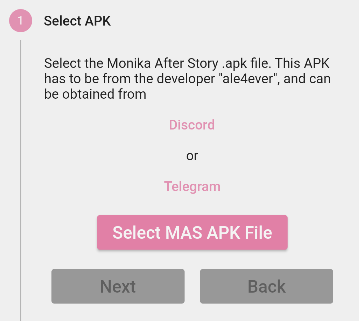 1 Select APK
Select the Monika After Story .apk file. This APK
has to be from the developer "ale4ever", and can
be obtained from
Discord
or
Telegram
Select MAS APK File
Next Back